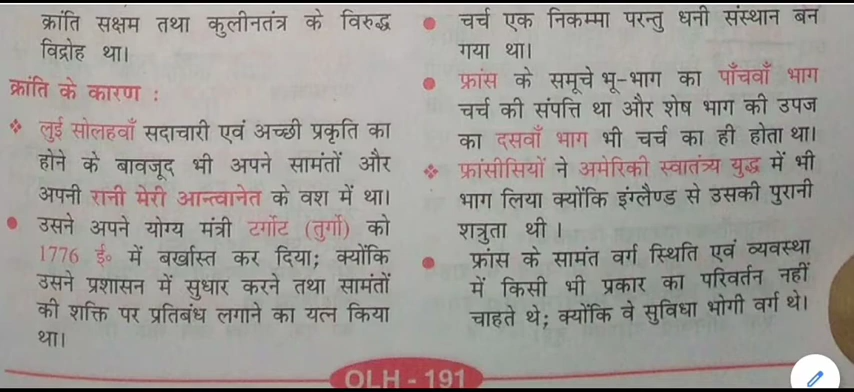 क्रांति सक्षम तथा कुलीनतंत्र के विरुद्ध
विद्रोह था।
क्रांति के कारण :
❖ लुई सोलहवाँ सदाचारी एवं अच्छी प्रकृति का
होने के बावजूद भी अपने सामंतों और
अपनी रानी मेरी आन्वानेत के वश में था।
● उसने अपने योग्य मंत्री टर्गोट (तुर्गो) को
1776 ई० में बर्खास्त कर दिया; क्योंकि
उसने प्रशासन में सुधार करने तथा सामंतों
की शक्ति पर प्रतिबंध लगाने का यत्न किया
था।
● चर्च एक निकम्मा परन्तु धनी संस्थान बन
गया था।
● फ्रांस के समूचे भू-भाग का पाँचवाँ भाग
चर्च की संपत्ति था और शेष भाग की उपज
का दसवाँ भाग भी चर्च का ही होता था।
❖ फ्रांसीसियों ने अमेरिकी स्वातंत्र्य युद्ध में भी
भाग लिया क्योंकि इंग्लैण्ड से उसकी पुरानी
शत्रुता थी ।
● फ्रांस के सामंत वर्ग स्थिति एवं व्यवस्था
में किसी भी प्रकार का परिवर्तन नहीं
चाहते थे; क्योंकि वे सुविधा भोगी वर्ग थे।
OLH - 191